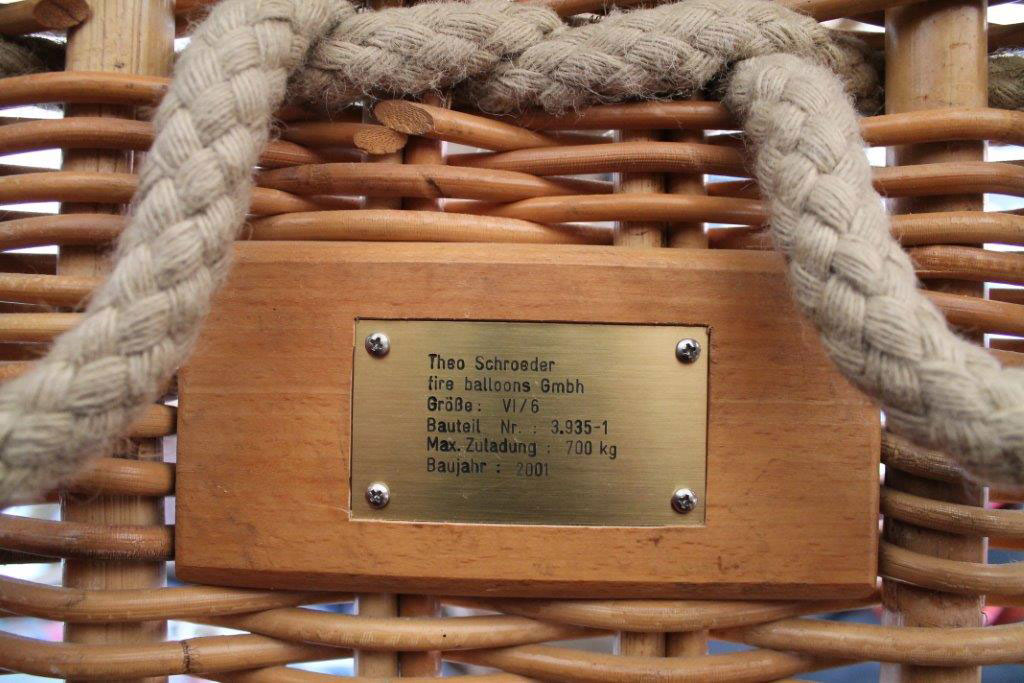 Theo Schroeder
fire balloons Gmbh
Größe: VI/6
Bauteil Nr. : 3.935-1
Max. Zuladung : 700 kg
Baujahr : 2001